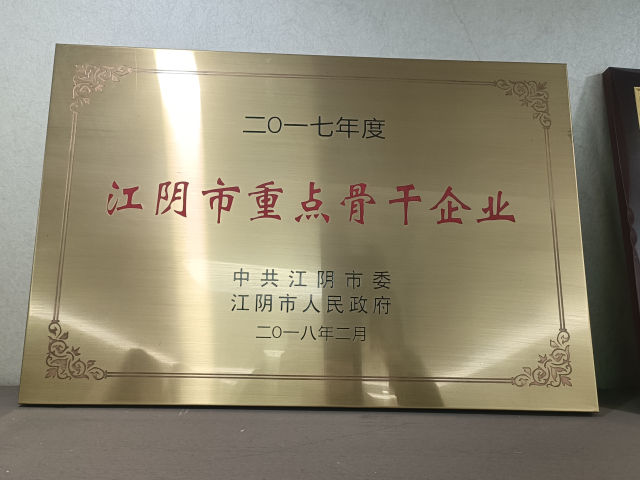 二〇一七年度
江阴市重点骨干企业
中共江阴市委
江阴市人民政府
二〇一八年二月